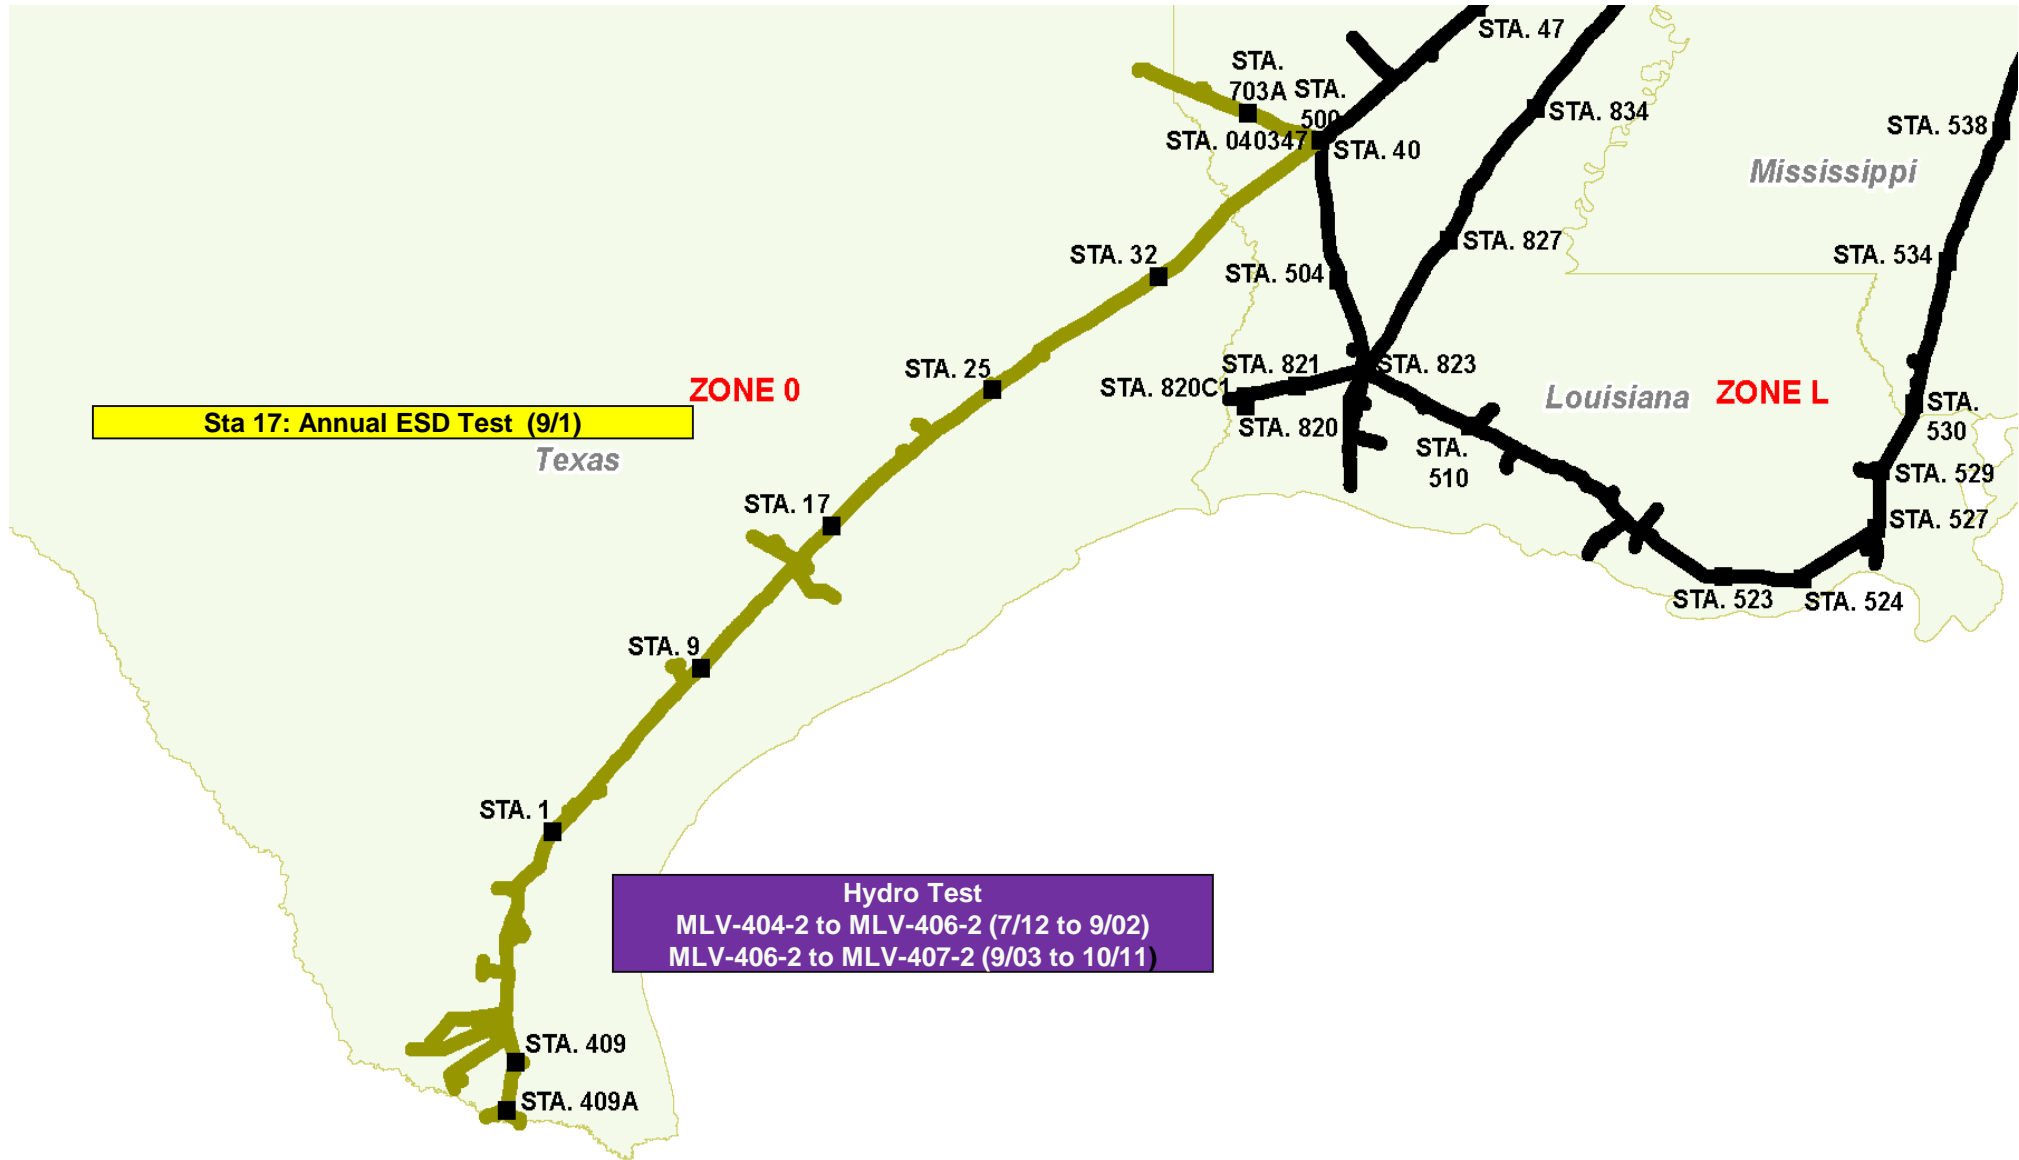 STA. 47
STA.
703A
STA.
500
STA. 834
STA. 538
STA. 040347
STA. 40
Mississippi
STA. 827
STA. 534
STA. 32
STA. 504
STA. 25
STA. 821
STA. 823
STA. 820C1
ZONE 0
Louisiana
ZONE L
STA.
530
Sta 17: Annual ESD Test (9/1)
STA. 820
STA.
510
Texas
STA. 529
STA. 17
STA. 527
STA. 523
STA. 524
STA. 9
STA. 1
Hydro Test
MLV-404-2 to MLV-406-2 (7/12 to 9/02)
MLV-406-2 to MLV-407-2 (9/03 to 10/11)
STA. 409
STA. 409A